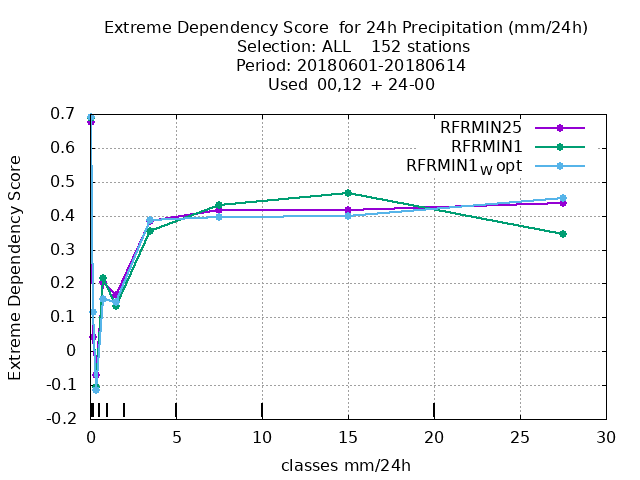 Extreme Dependency Score  for 24h Precipitation (mm/24h)
Selection: ALL    152 stations
Period: 20180601-20180614
Used  00,12  + 24-00
RFRMIN25
RFRMIN1
RFRMIN1W opt
Extreme Dependency Score
0.7
0.6
0.5
0.4
0.3
0.2
0.1
0
-0.1
-0.2
0 5 10 15 20 25 30
classes mm/24h